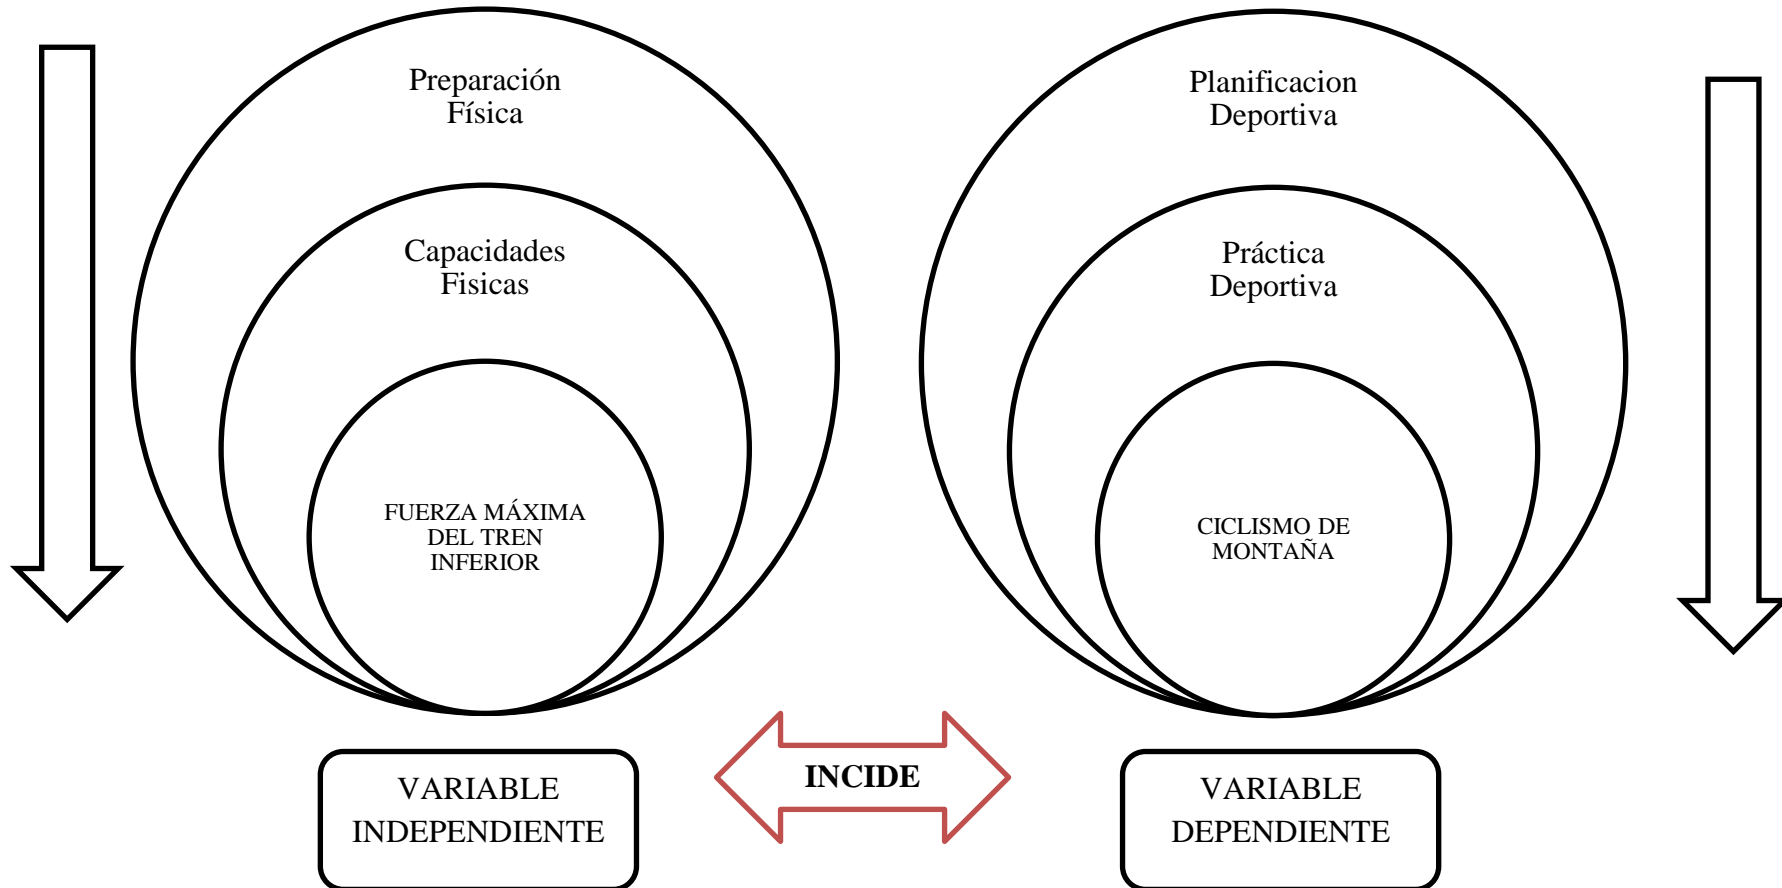 Preparación
Física
Capacidades
Fisicas
FUERZA MÁXIMA
DEL TREN
INFERIOR
Planificacion
Deportiva
Práctica
Deportiva
CICLISMO DE
MONTAÑA
VARIABLE
INDEPENDIENTE
INCIDE
VARIABLE
DEPENDIENTE